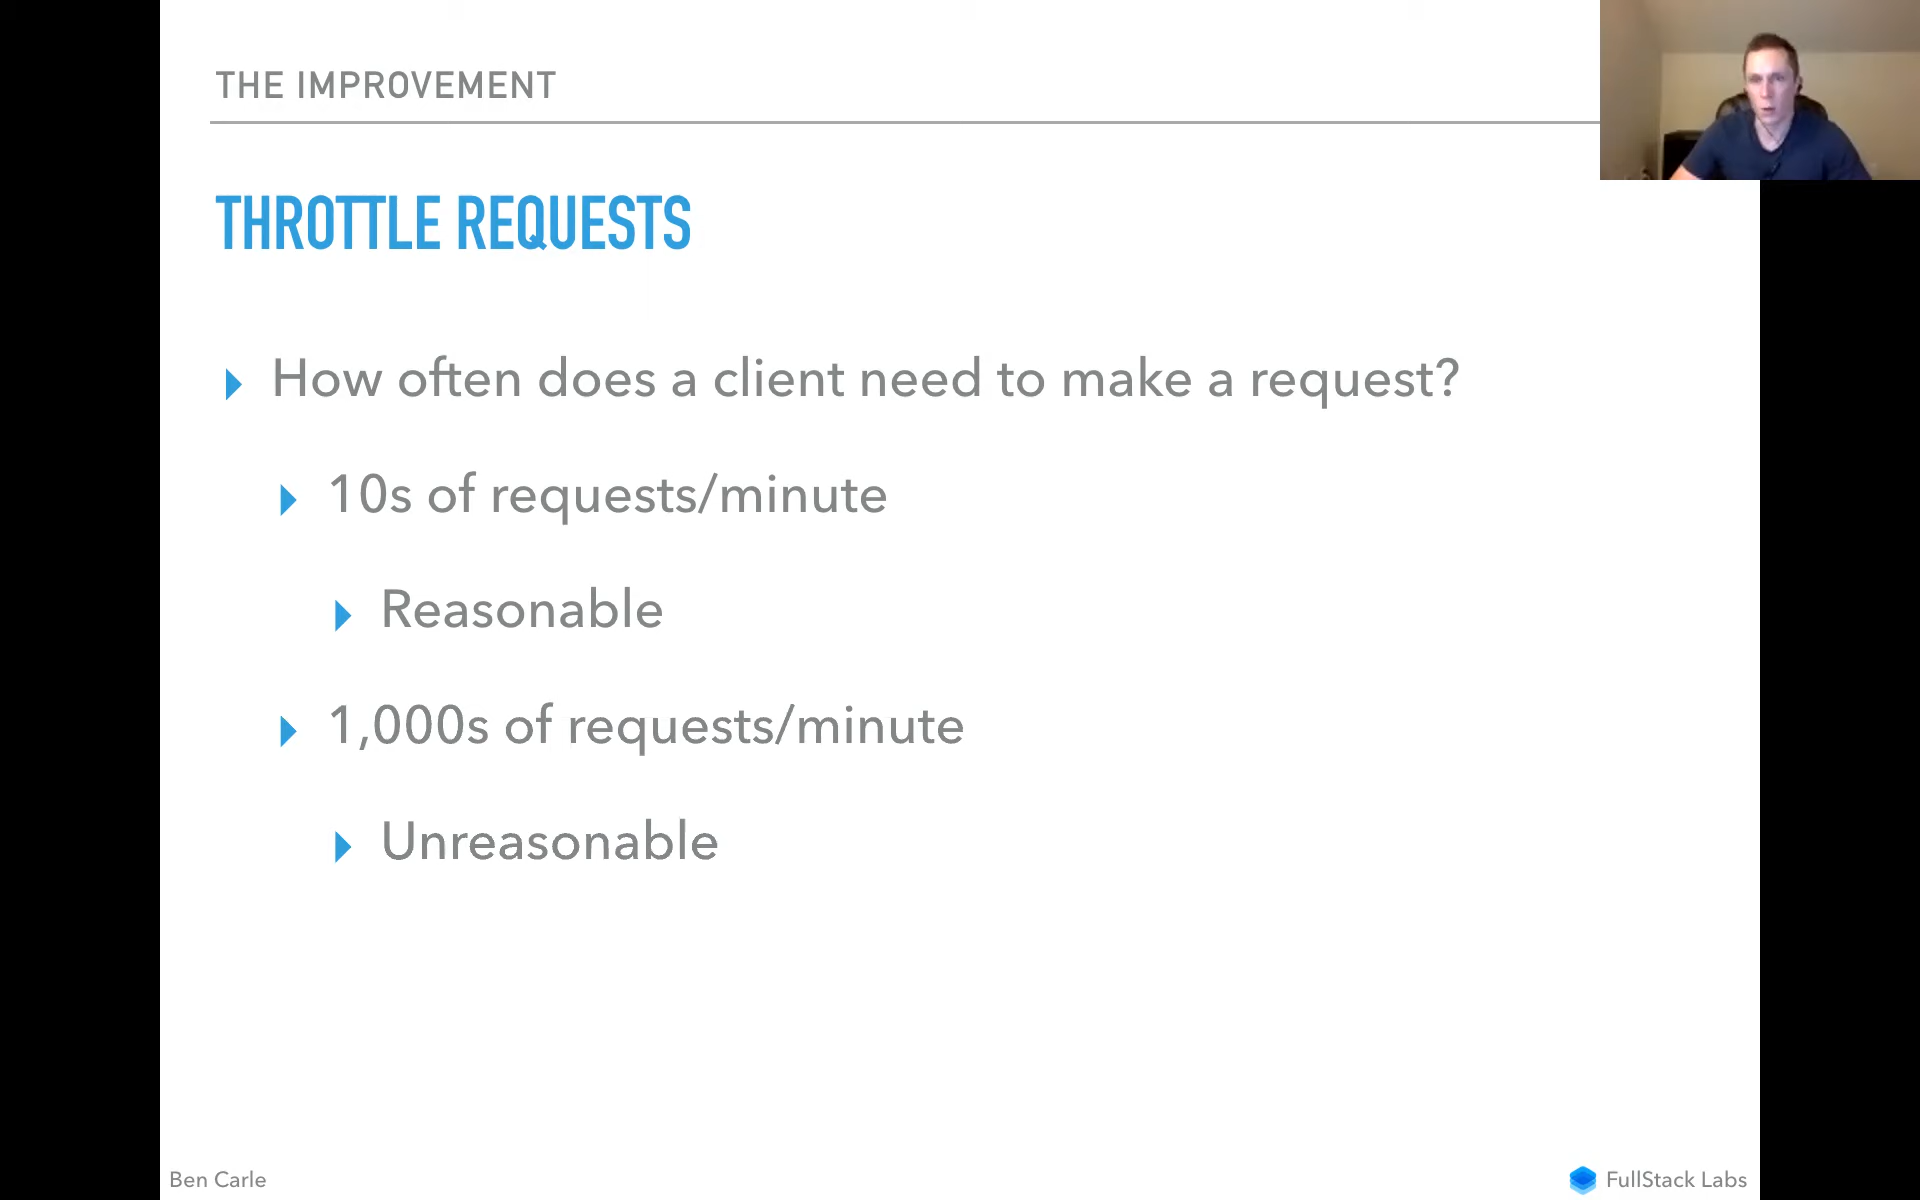 THE IMPROVEMENT
THROTTLE REQUESTS
How often does a client need to make a request?
10s of requests/minute
Reasonable
1,000s of requests/minute
Unreasonable
Ben Carle
FullStack Labs